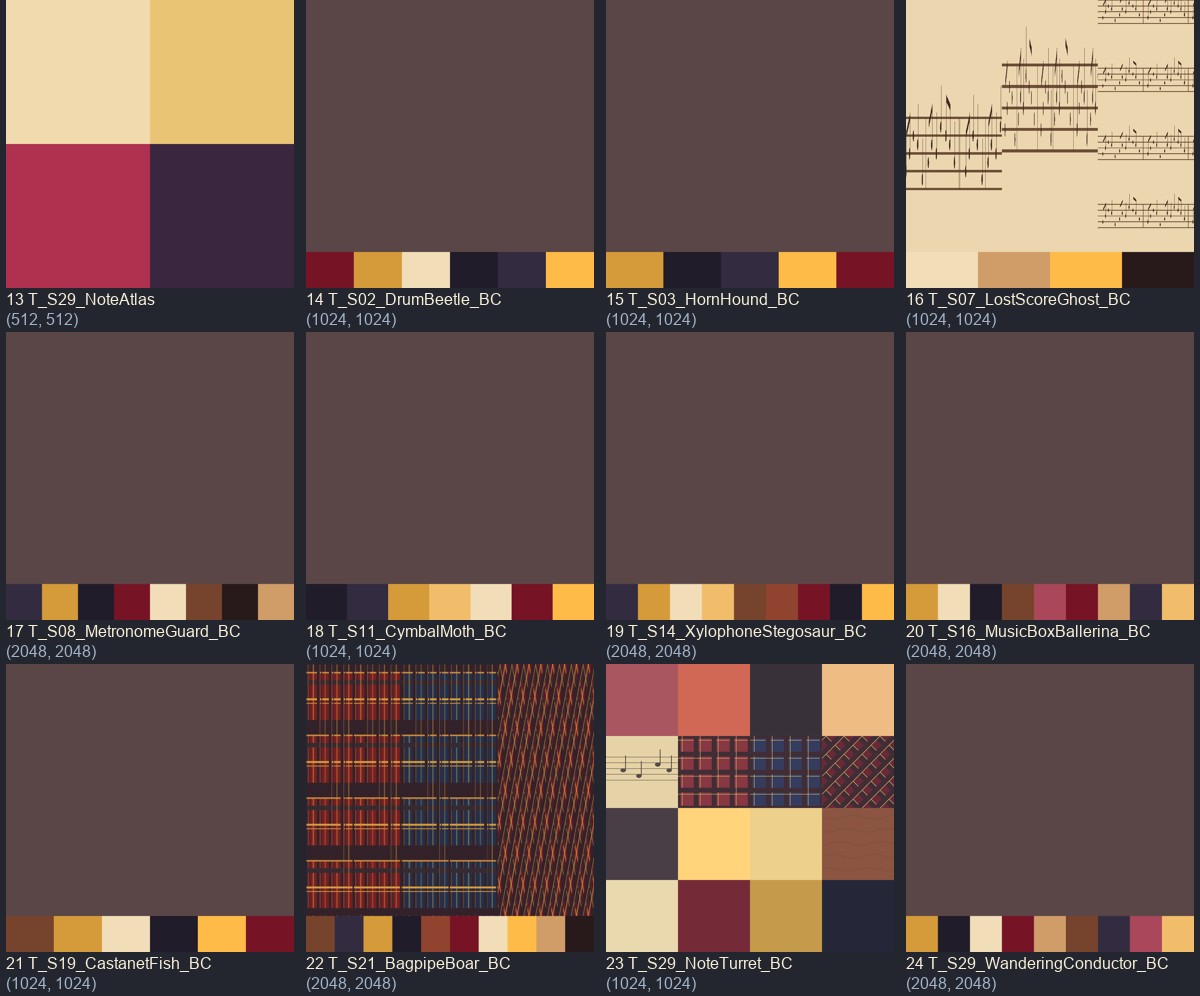 13 T_S29_NoteAtlas
(512, 512)
14 T_S02_DrumBeetle_BC
(1024, 1024)
15 T_S03_HornHound_BC
(1024, 1024)
16 T_S07_LostScoreGhost_BC
(1024, 1024)
17 T_S08_MetronomeGuard_BC
(2048, 2048)
18 T_S11_CymbalMoth_BC
(1024, 1024)
19 T_S14_XylophoneStegosaur_BC
(2048, 2048)
20 T_S16_MusicBoxBallerina_BC
(2048, 2048)
21 T_S19_CastanetFish_BC
(1024, 1024)
22 T_S21_BagpipeBoar_BC
(2048, 2048)
23 T_S29_NoteTurret_BC
(1024, 1024)
24 T_S29_WanderingConductor_BC
(2048, 2048)